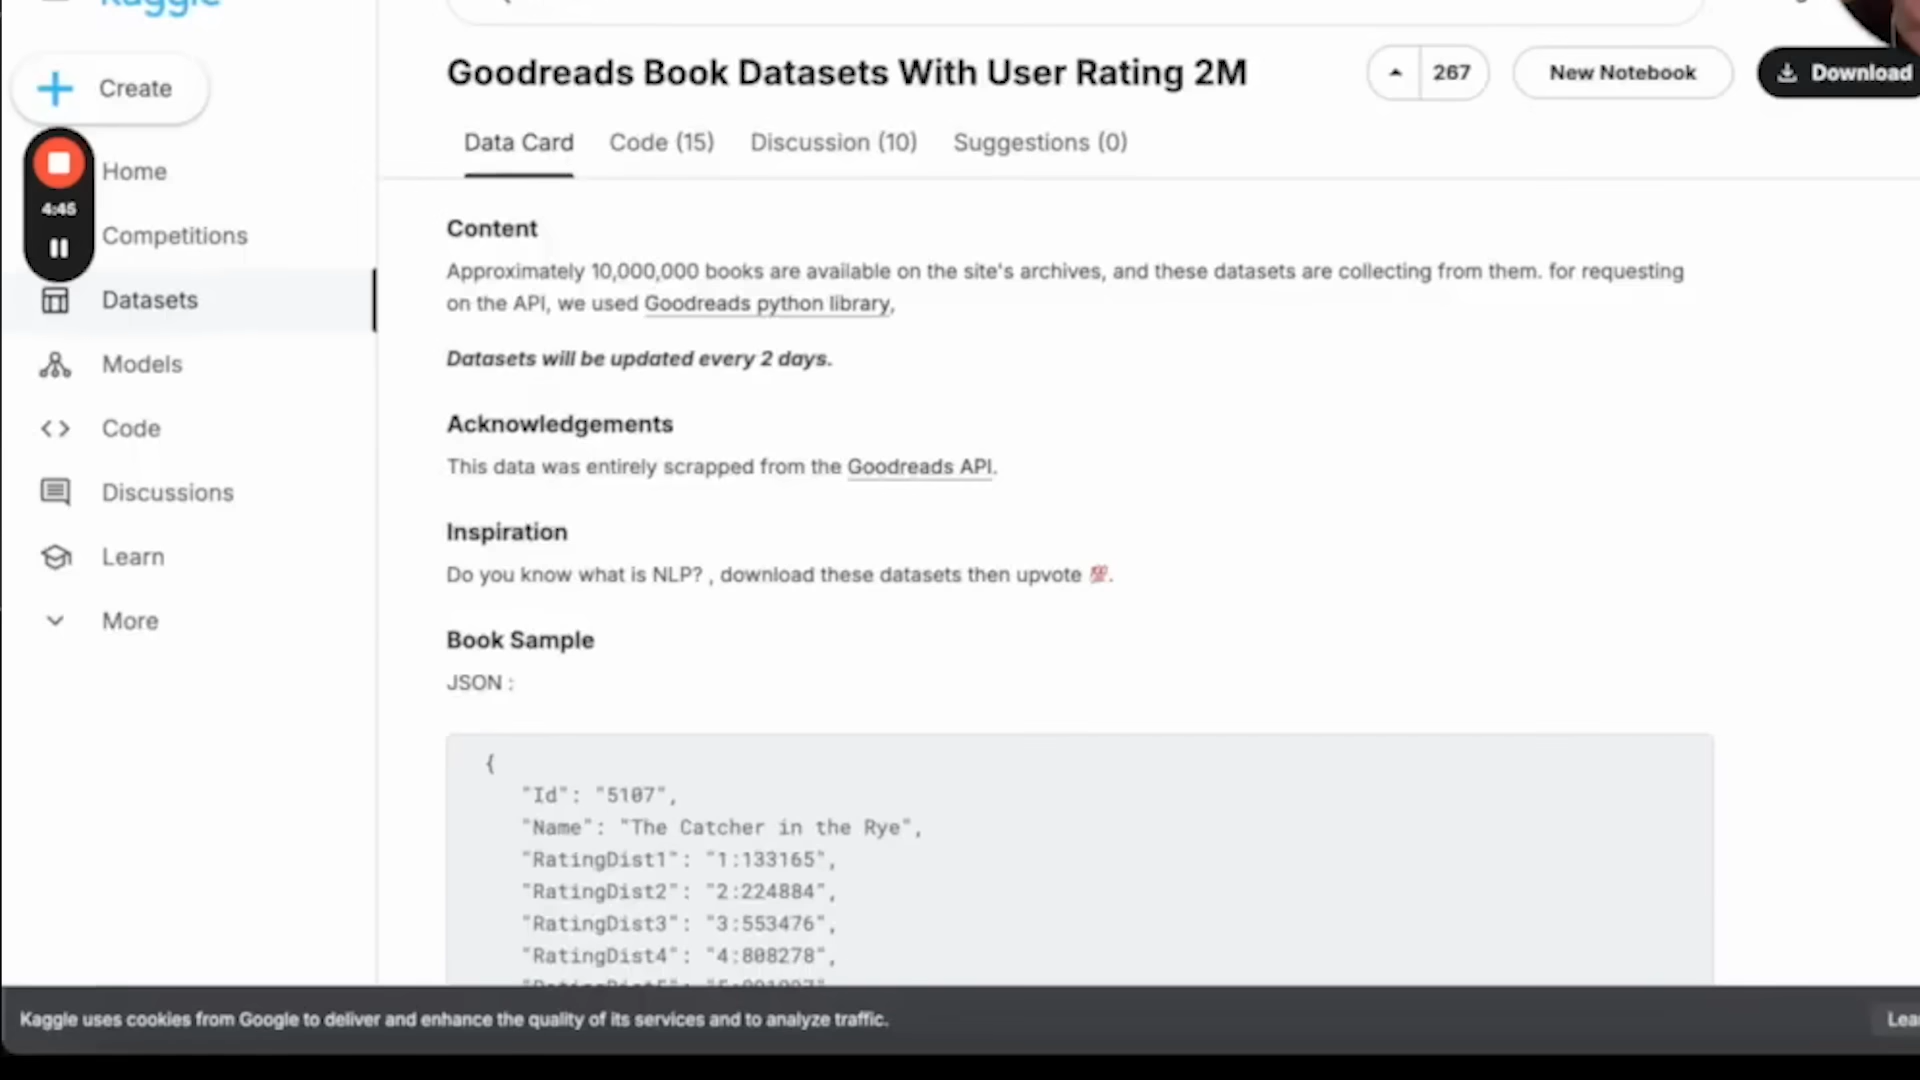 kaggle
Create
Goodreads Book Datasets With User Rating 2M
267
New Notebook
Download
Data Card
Code (15)
Discussion (10)
Suggestions (0)
4:45
Home
Competitions
Datasets
Models
Code
Discussions
Learn
More
Content
Approximately 10,000,000 books are available on the site's archives, and these datasets are collecting from them. for requesting
on the API, we used Goodreads python library,
Datasets will be updated every 2 days.
Acknowledgements
This data was entirely scrapped from the Goodreads API.
Inspiration
Do you know what is NLP? , download these datasets then upvote 💯.
Book Sample
JSON :
{
"Id": "5107",
"Name": "The Catcher in the Rye",
"RatingDist1": "1:133165",
"RatingDist2": "2:224884",
"RatingDist3": "3:553476",
"RatingDist4": "4:808278",
Kaggle uses cookies from Google to deliver and enhance the quality of its services and to analyze traffic.